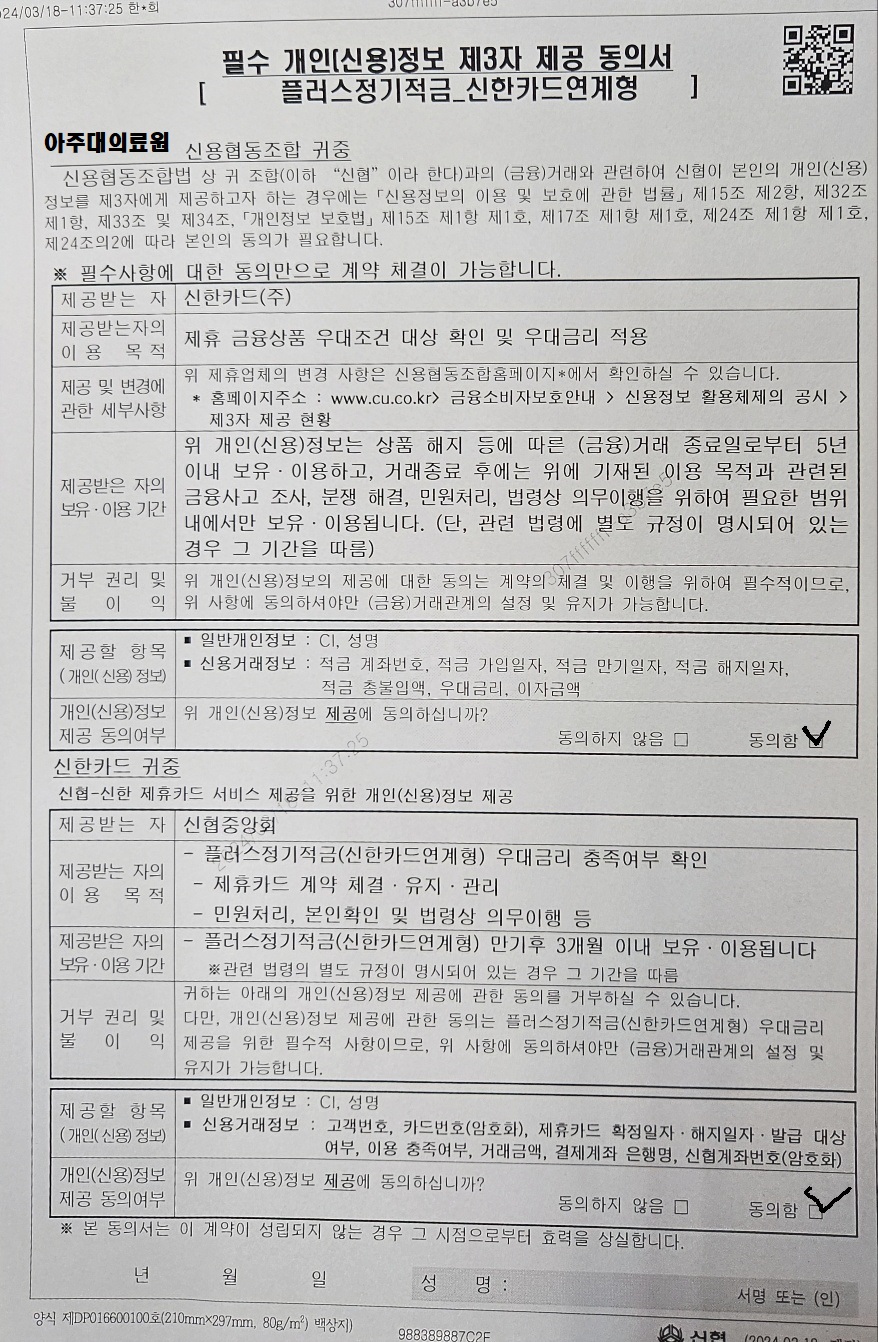 24/03/18-11:37:25 한*희
307ffffff-a3b7e5
필수 개인(신용)정보 제3자 제공 동의서
[ 플러스정기적금_신한카드연계형 ]
아주대의료원 신용협동조합 귀중
신용협동조합법 상 귀 조합(이하 “신협”이라 한다)과의 (금융)거래와 관련하여 신협이 본인의 개인(신용)
정보를 제3자에게 제공하고자 하는 경우에는 「신용정보의 이용 및 보호에 관한 법률」 제15조 제2항, 제32조
제1항, 제33조 및 제34조, 「개인정보 보호법」 제15조 제1항 제1호, 제17조 제1항 제1호, 제24조 제1항 제1호,
제24조의2에 따라 본인의 동의가 필요합니다.
※ 필수사항에 대한 동의만으로 계약 체결이 가능합니다.
제공받는 자 신한카드(주)
제공받는자의
이 용 목 적
제휴 금융상품 우대조건 대상 확인 및 우대금리 적용
제공 및 변경에
관한 세부사항
위 제휴업체의 변경 사항은 신용협동조합홈페이지*에서 확인하실 수 있습니다.
* 홈페이지주소 : www.cu.co.kr> 금융소비자보호안내 > 신용정보 활용체제의 공시 >
제3자 제공 현황
제공받은 자의
보유·이용 기간
위 개인(신용)정보는 상품 해지 등에 따른 (금융)거래 종료일로부터 5년
이내 보유·이용하고, 거래종료 후에는 위에 기재된 이용 목적과 관련된
금융사고 조사, 분쟁 해결, 민원처리, 법령상 의무이행을 위하여 필요한 범위
내에서만 보유·이용됩니다. (단, 관련 법령에 별도 규정이 명시되어 있는
경우 그 기간을 따름)
거부 권리 및
불 이 익
위 개인(신용)정보의 제공에 대한 동의는 계약의 체결 및 이행을 위하여 필수적이므로,
위 사항에 동의하셔야만 (금융)거래관계의 설정 및 유지가 가능합니다.
제공할 항목
(개인(신용) 정보)
▪ 일반개인정보 : CI, 성명
▪ 신용거래정보 : 적금 계좌번호, 적금 가입일자, 적금 만기일자, 적금 해지일자,
적금 총불입액, 우대금리, 이자금액
개인(신용)정보
제공 동의여부
위 개인(신용)정보 제공에 동의하십니까?
동의하지 않음 □ 동의함 ☑
신한카드 귀중
신협-신한 제휴카드 서비스 제공을 위한 개인(신용)정보 제공
제공받는 자 신협중앙회
제공받는 자의
이 용 목 적
- 플러스정기적금(신한카드연계형) 우대금리 충족여부 확인
- 제휴카드 계약 체결·유지·관리
- 민원처리, 본인확인 및 법령상 의무이행 등
제공받은 자의
보유·이용 기간
- 플러스정기적금(신한카드연계형) 만기후 3개월 이내 보유·이용됩니다
※관련 법령의 별도 규정이 명시되어 있는 경우 그 기간을 따름
거부 권리 및
불 이 익
귀하는 아래의 개인(신용)정보 제공에 관한 동의를 거부하실 수 있습니다.
다만, 개인(신용)정보 제공에 관한 동의는 플러스정기적금(신한카드연계형) 우대금리
제공을 위한 필수적 사항이므로, 위 사항에 동의하셔야만 (금융)거래관계의 설정 및
유지가 가능합니다.
제공할 항목
(개인(신용) 정보)
▪ 일반개인정보 : CI, 성명
▪ 신용거래정보 : 고객번호, 카드번호(암호화), 제휴카드 확정일자·해지일자·발급 대상
여부, 이용 충족여부, 거래금액, 결제계좌 은행명, 신협계좌번호(암호화)
개인(신용)정보
제공 동의여부
위 개인(신용)정보 제공에 동의하십니까?
동의하지 않음 □ 동의함 ☑
※ 본 동의서는 이 계약이 성립되지 않는 경우 그 시점으로부터 효력을 상실합니다.
년 월 일 성 명 :
서명 또는 (인)
양식 제DP016600100호(210mm×297mm, 80g/m²) 백상지)
988389887C2F
신협